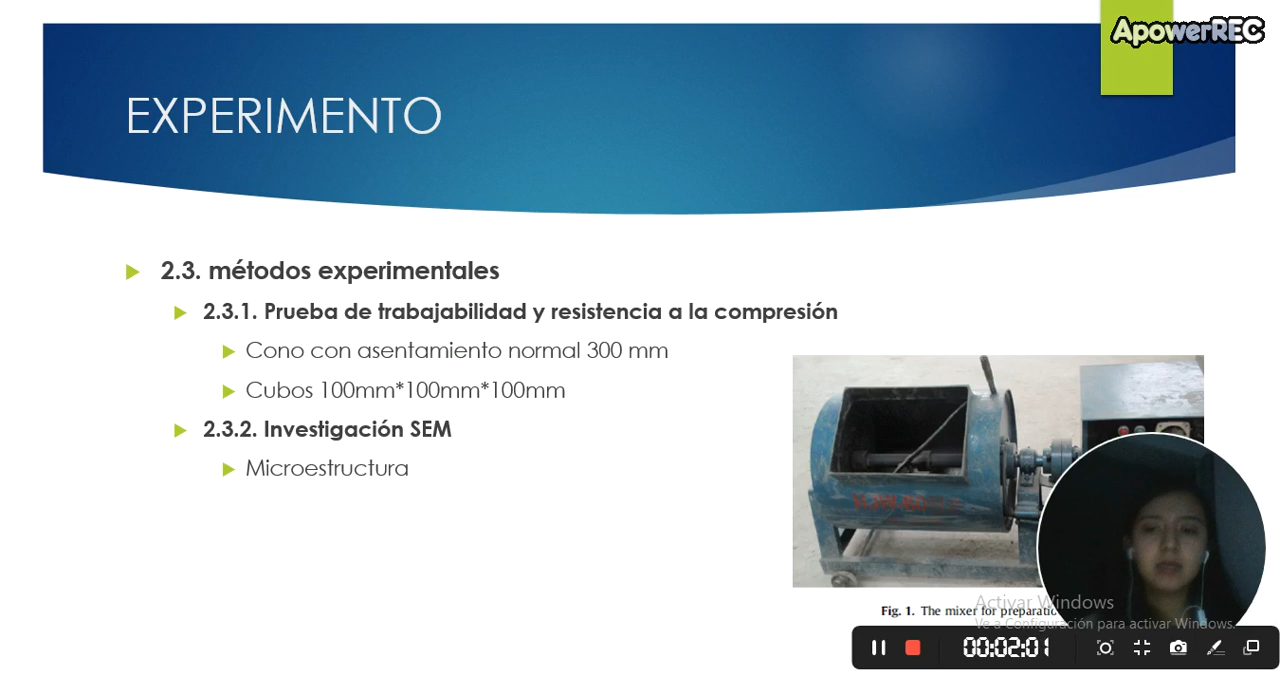 ApowerREC
EXPERIMENTO
2.3. métodos experimentales
2.3.1. Prueba de trabajabilidad y resistencia a la compresión
Cono con asentamiento normal 300 mm
Cubos 100mm*100mm*100mm
2.3.2. Investigación SEM
Microestructura
Fig. 1. The mixer for
Activar Windows
Ve a Configuración para activar Windows.
00:02:01